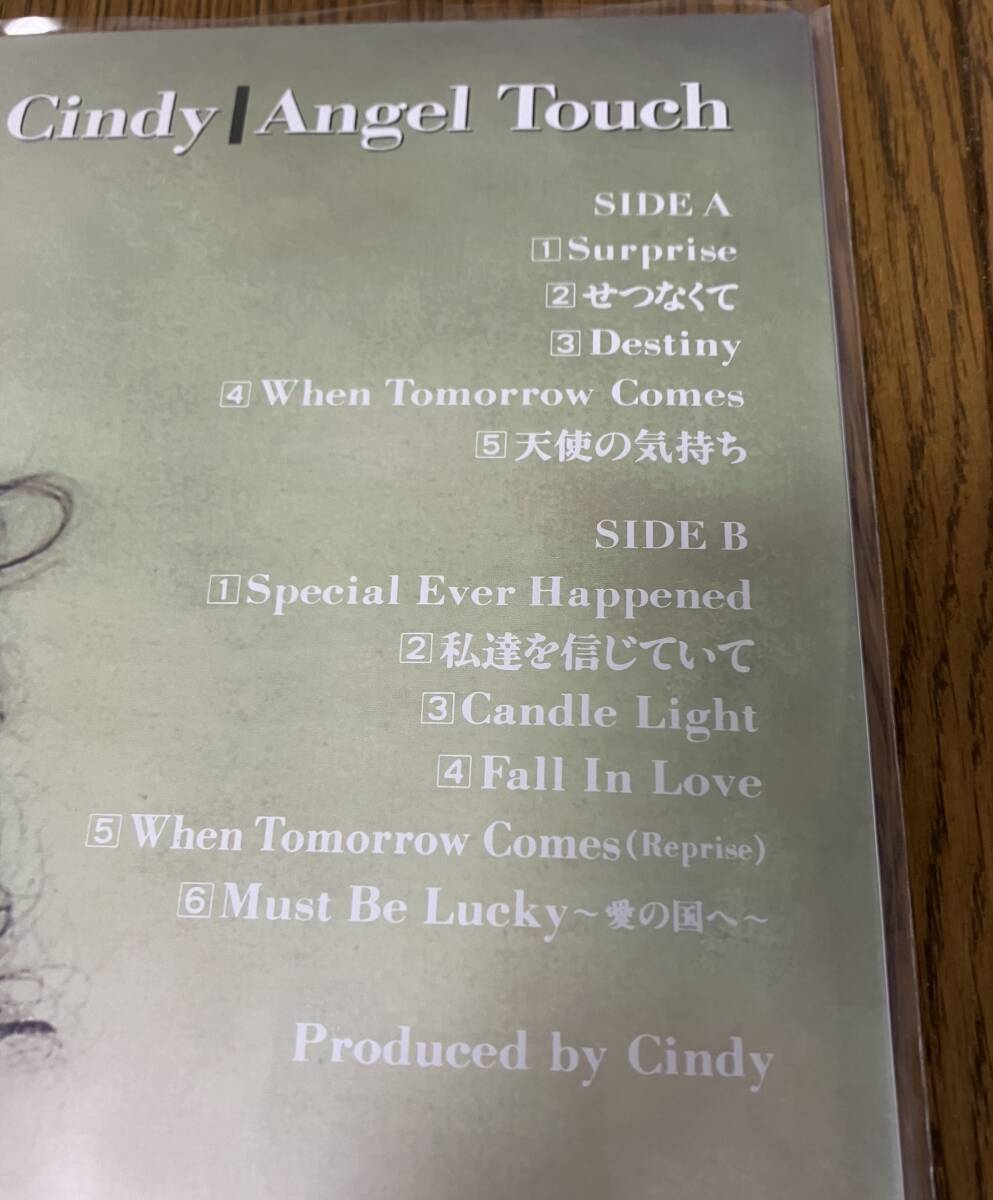 Cindy | Angel Touch
SIDE A
1 Surprise
2 せつなくて
3 Destiny
4 When Tomorrow Comes
5 天使の気持ち
SIDE B
1 Special Ever Happened
2 私達を信じていて
3 Candle Light
4 Fall In Love
5 When Tomorrow Comes (Reprise)
6 Must Be Lucky～愛の国へ～
Produced by Cindy